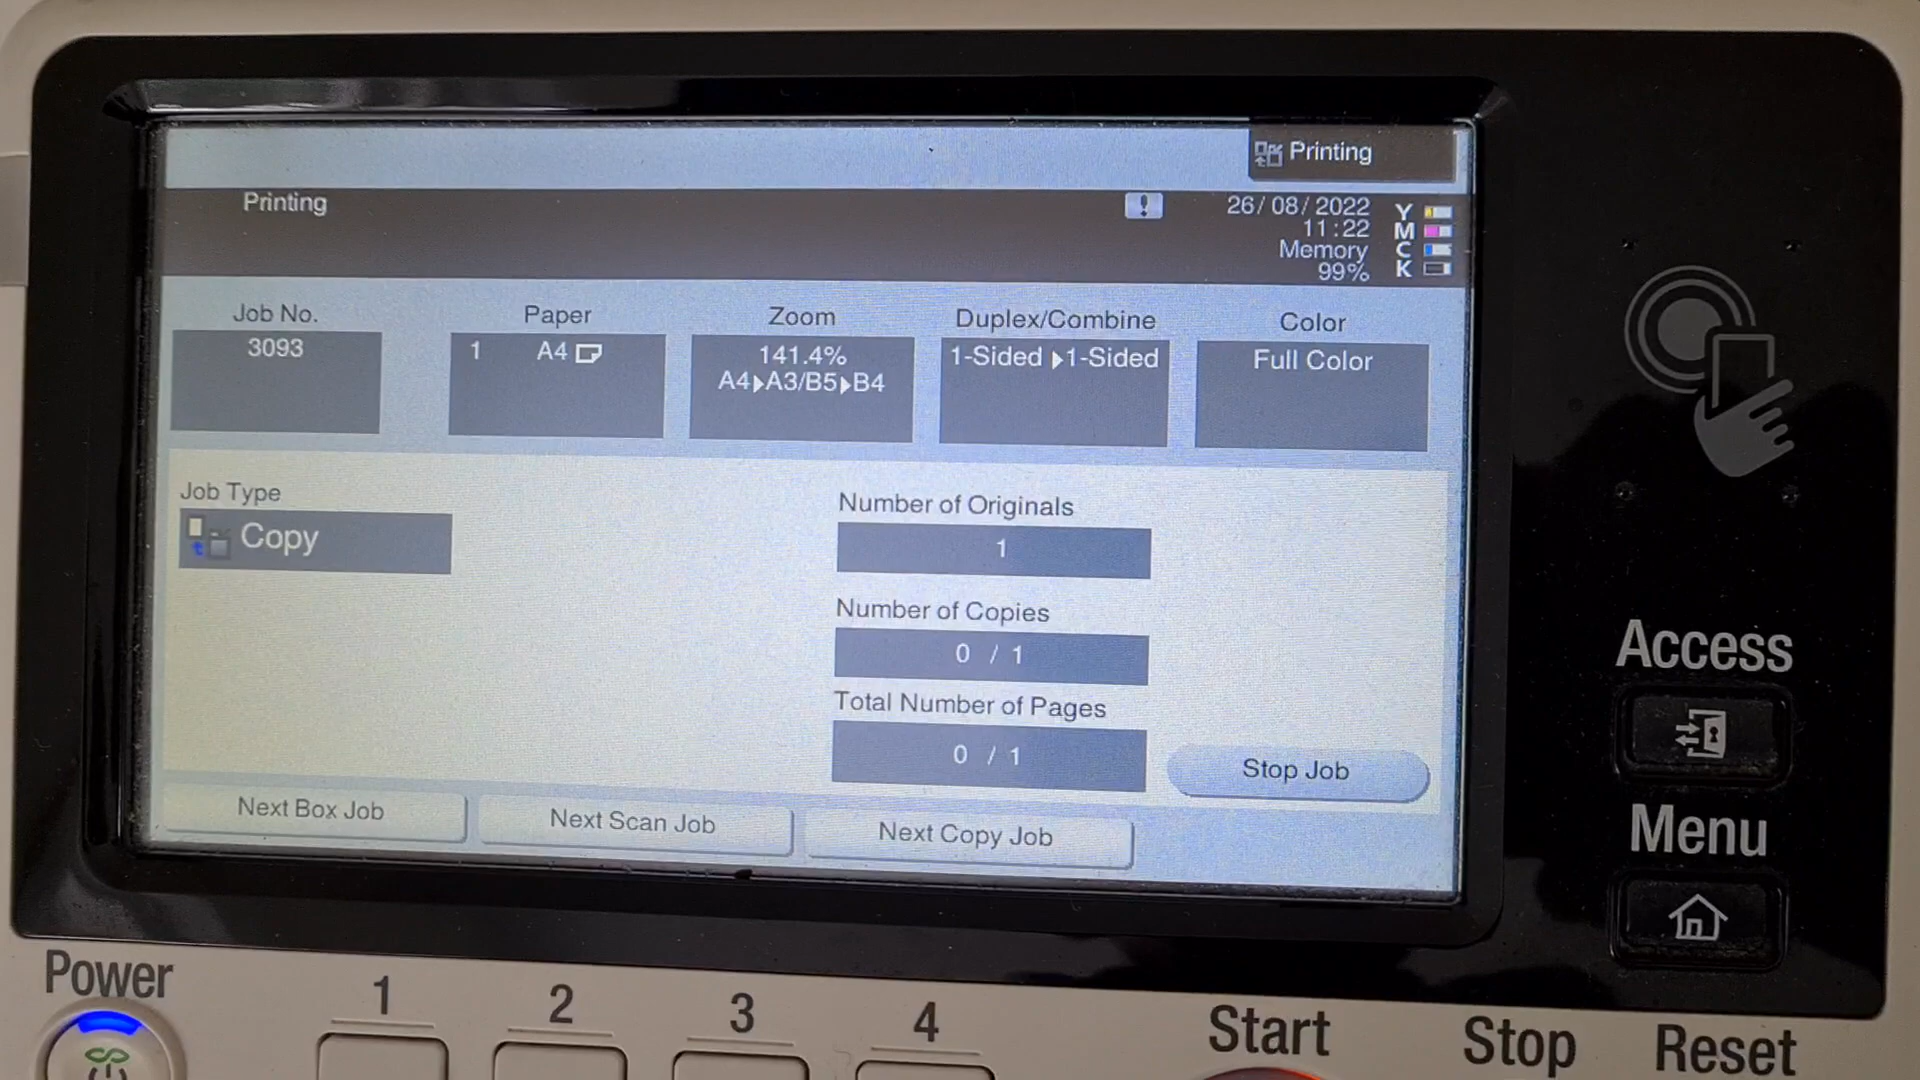 Printing
Printing
26/08/2022
11:22
Memory
99%
Y
M
C
K
Job No.
3093
Paper
1 A4
Zoom
141.4%
A4▶A3/B5▶B4
Duplex/Combine
1-Sided ▶1-Sided
Color
Full Color
Job Type
Copy
Number of Originals
1
Number of Copies
0 / 1
Total Number of Pages
0 / 1
Stop Job
Next Box Job
Next Scan Job
Next Copy Job
Access
Menu
Power
1
2
3
4
Start
Stop
Reset